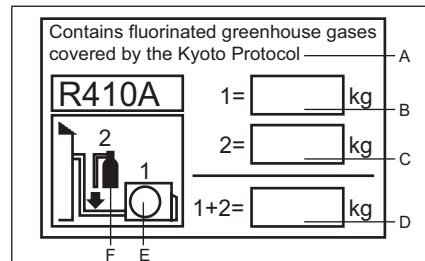 Contains fluorinated greenhouse gases
covered by the Kyoto Protocol
A
R410A
1= kg
B
2
1
2= kg
C
1+2= kg
D
F
E